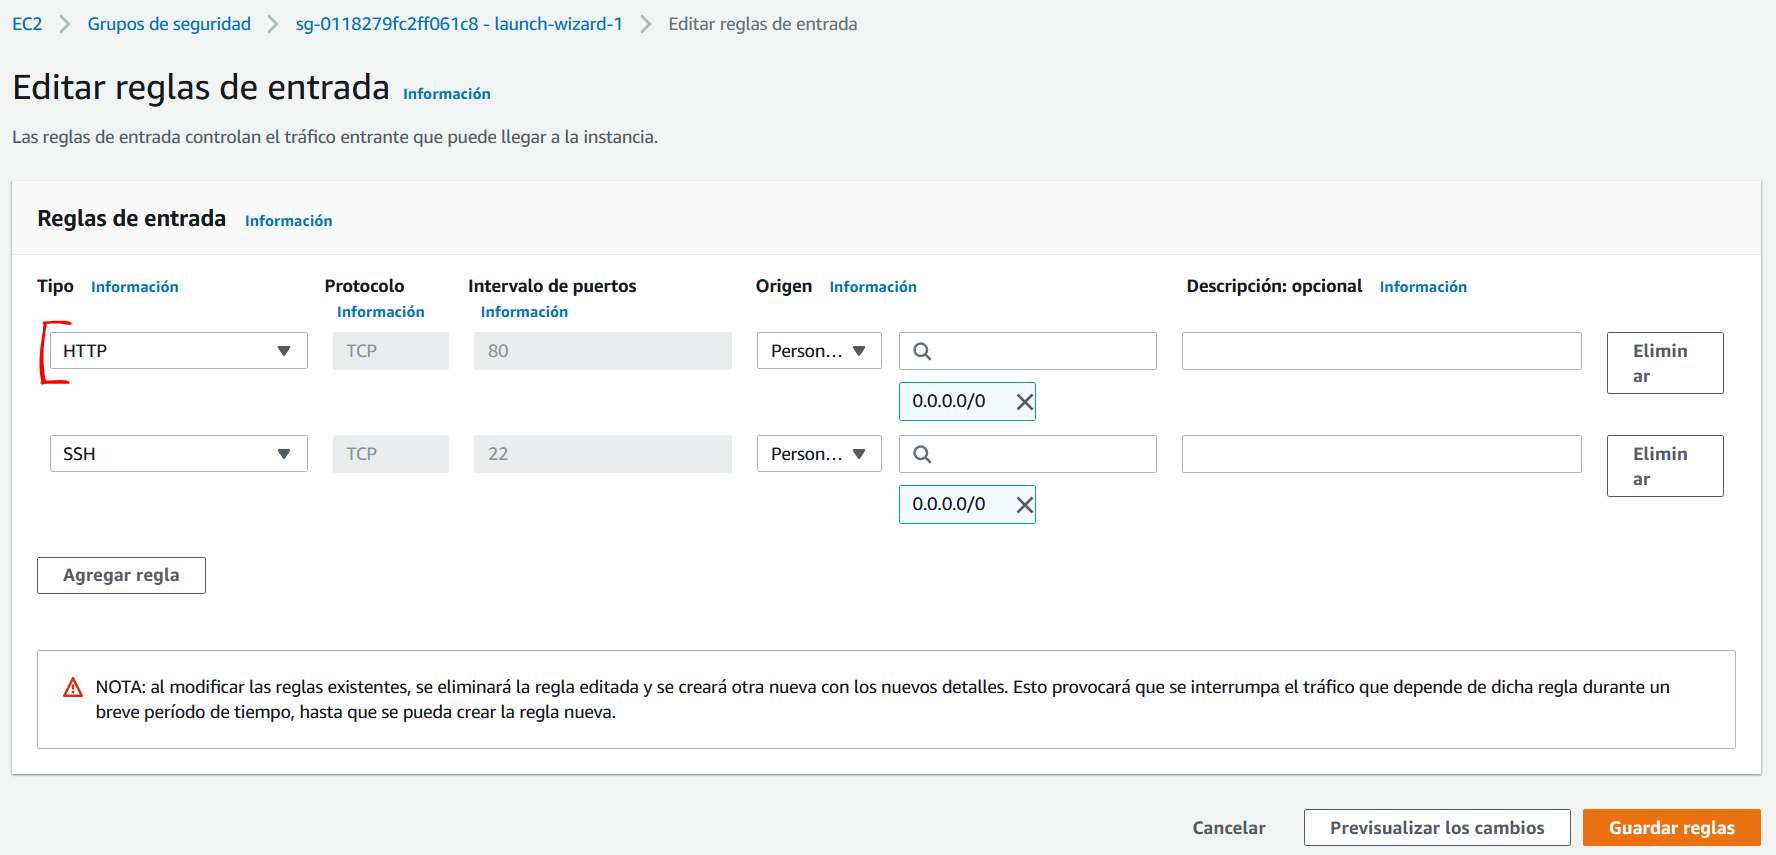 EC2 Grupos de seguridad sg-0118279fc2ff061c8 - launch-wizard-1 Editar reglas de entrada
Editar reglas de entrada Información
Las reglas de entrada controlan el tráfico entrante que puede llegar a la instancia.
Reglas de entrada Información
Tipo Información Protocolo Intervalo de puertos Origen Información Descripción: opcional Información
Información Información
HTTP TCP 80 Person... Elimin
ar
0.0.0.0/0
SSH TCP 22 Person... Elimin
ar
0.0.0.0/0
Agregar regla
NOTA: al modificar las reglas existentes, se eliminará la regla editada y se creará otra nueva con los nuevos detalles. Esto provocará que se interrumpa el tráfico que depende de dicha regla durante un
breve período de tiempo, hasta que se pueda crear la regla nueva.
Cancelar Previsualizar los cambios Guardar reglas